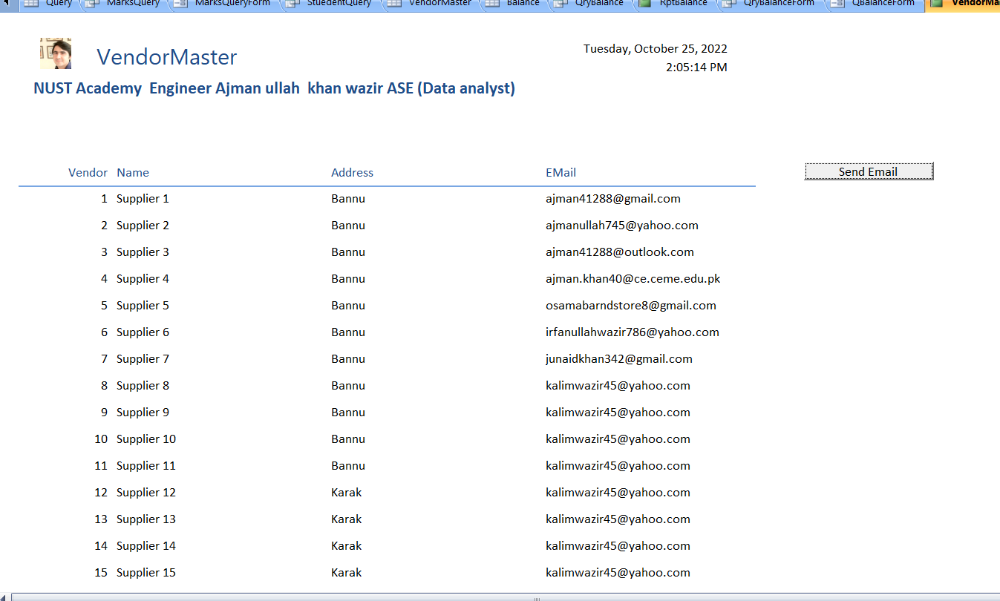 Query MarksQuery MarksQueryForm StuedentQuery VendorMaster Balance QryBalance RptBalance QryBalanceForm QBalanceForm VendorMa
VendorMaster
Tuesday, October 25, 2022
2:05:14 PM
NUST Academy  Engineer Ajman ullah  khan wazir ASE (Data analyst)
Vendor Name Address EMail Send Email
1 Supplier 1 Bannu ajman41288@gmail.com
2 Supplier 2 Bannu ajmanullah745@yahoo.com
3 Supplier 3 Bannu ajman41288@outlook.com
4 Supplier 4 Bannu ajman.khan40@ce.ceme.edu.pk
5 Supplier 5 Bannu osamabarndstore8@gmail.com
6 Supplier 6 Bannu irfanullahwazir786@yahoo.com
7 Supplier 7 Bannu junaidkhan342@gmail.com
8 Supplier 8 Bannu kalimwazir45@yahoo.com
9 Supplier 9 Bannu kalimwazir45@yahoo.com
10 Supplier 10 Bannu kalimwazir45@yahoo.com
11 Supplier 11 Bannu kalimwazir45@yahoo.com
12 Supplier 12 Karak kalimwazir45@yahoo.com
13 Supplier 13 Karak kalimwazir45@yahoo.com
14 Supplier 14 Karak kalimwazir45@yahoo.com
15 Supplier 15 Karak kalimwazir45@yahoo.com